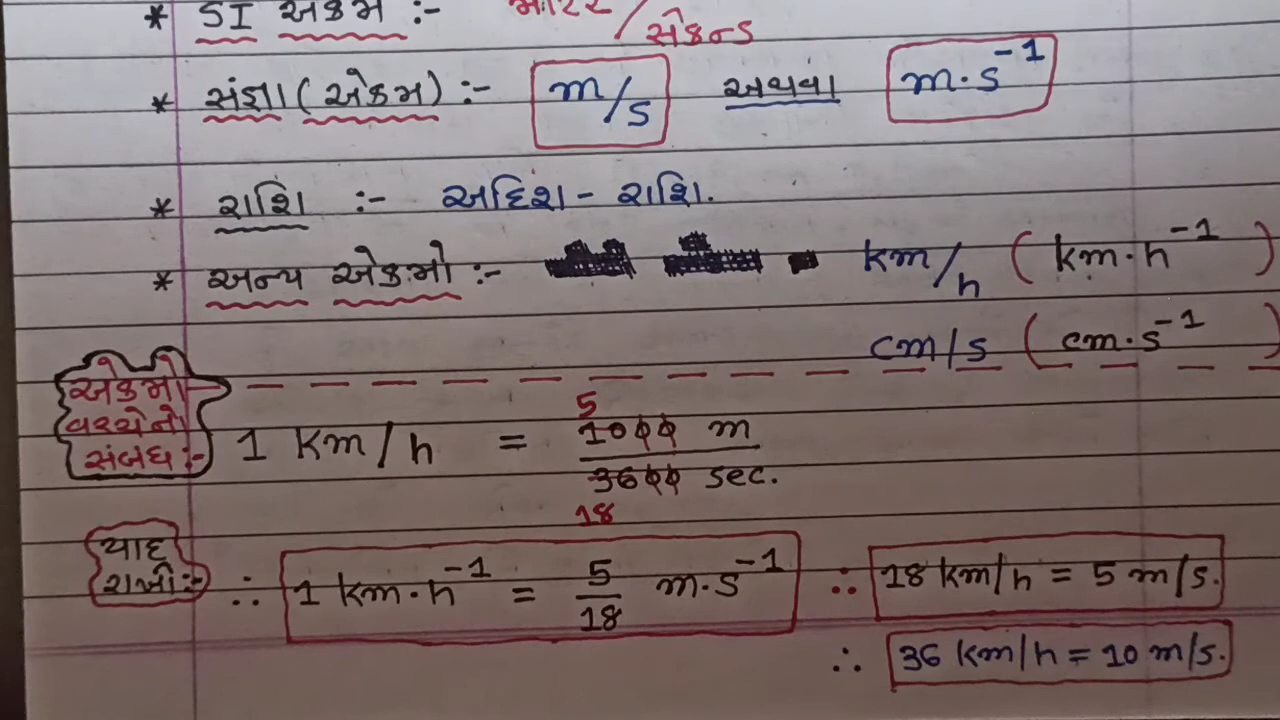 * SI એકમ :- મીટર / સેકન્ડ
* સંજ્ઞા (એકમ) :- m/s અથવા m·s⁻¹
* રાશિ :- અદિશ - રાશિ.
* અન્ય એકમો :- km/h (km·h⁻¹)
cm/s (cm·s⁻¹)
એકમો
વચ્ચેનો
સંબંધ :-
5
1 km/h = 1000 m / 3600 sec.
18
યાદ
રાખો :-
∴ 1 km·h⁻¹ = 5/18 m·s⁻¹ ∴ 18 km/h = 5 m/s.
∴ 36 km/h = 10 m/s.